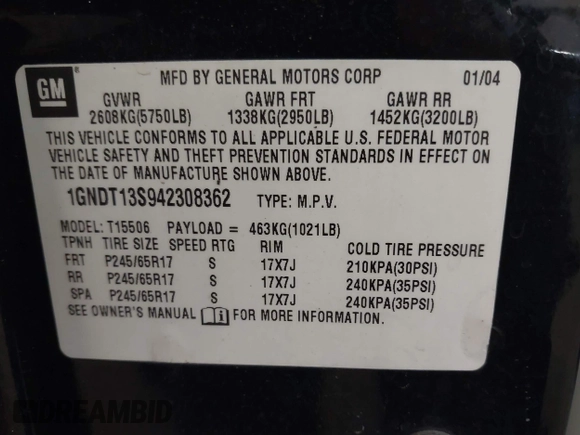 GM
MFD BY GENERAL MOTORS CORP 01/04
GVWR GAWR FRT GAWR RR
2608KG(5750LB) 1338KG(2950LB) 1452KG(3200LB)
THIS VEHICLE CONFORMS TO ALL APPLICABLE U.S. FEDERAL MOTOR
VEHICLE SAFETY AND THEFT PREVENTION STANDARDS IN EFFECT ON
THE DATE OF MANUFACTURE SHOWN ABOVE.
1GNDT13S942308362 TYPE: M.P.V.
MODEL: T15506 PAYLOAD = 463KG(1021LB)
TPNH TIRE SIZE SPEED RTG RIM COLD TIRE PRESSURE
FRT P245/65R17 S 17X7J 210KPA(30PSI)
RR P245/65R17 S 17X7J 240KPA(35PSI)
SPA P245/65R17 S 17X7J 240KPA(35PSI)
SEE OWNER'S MANUAL FOR MORE INFORMATION.
DREAMBID